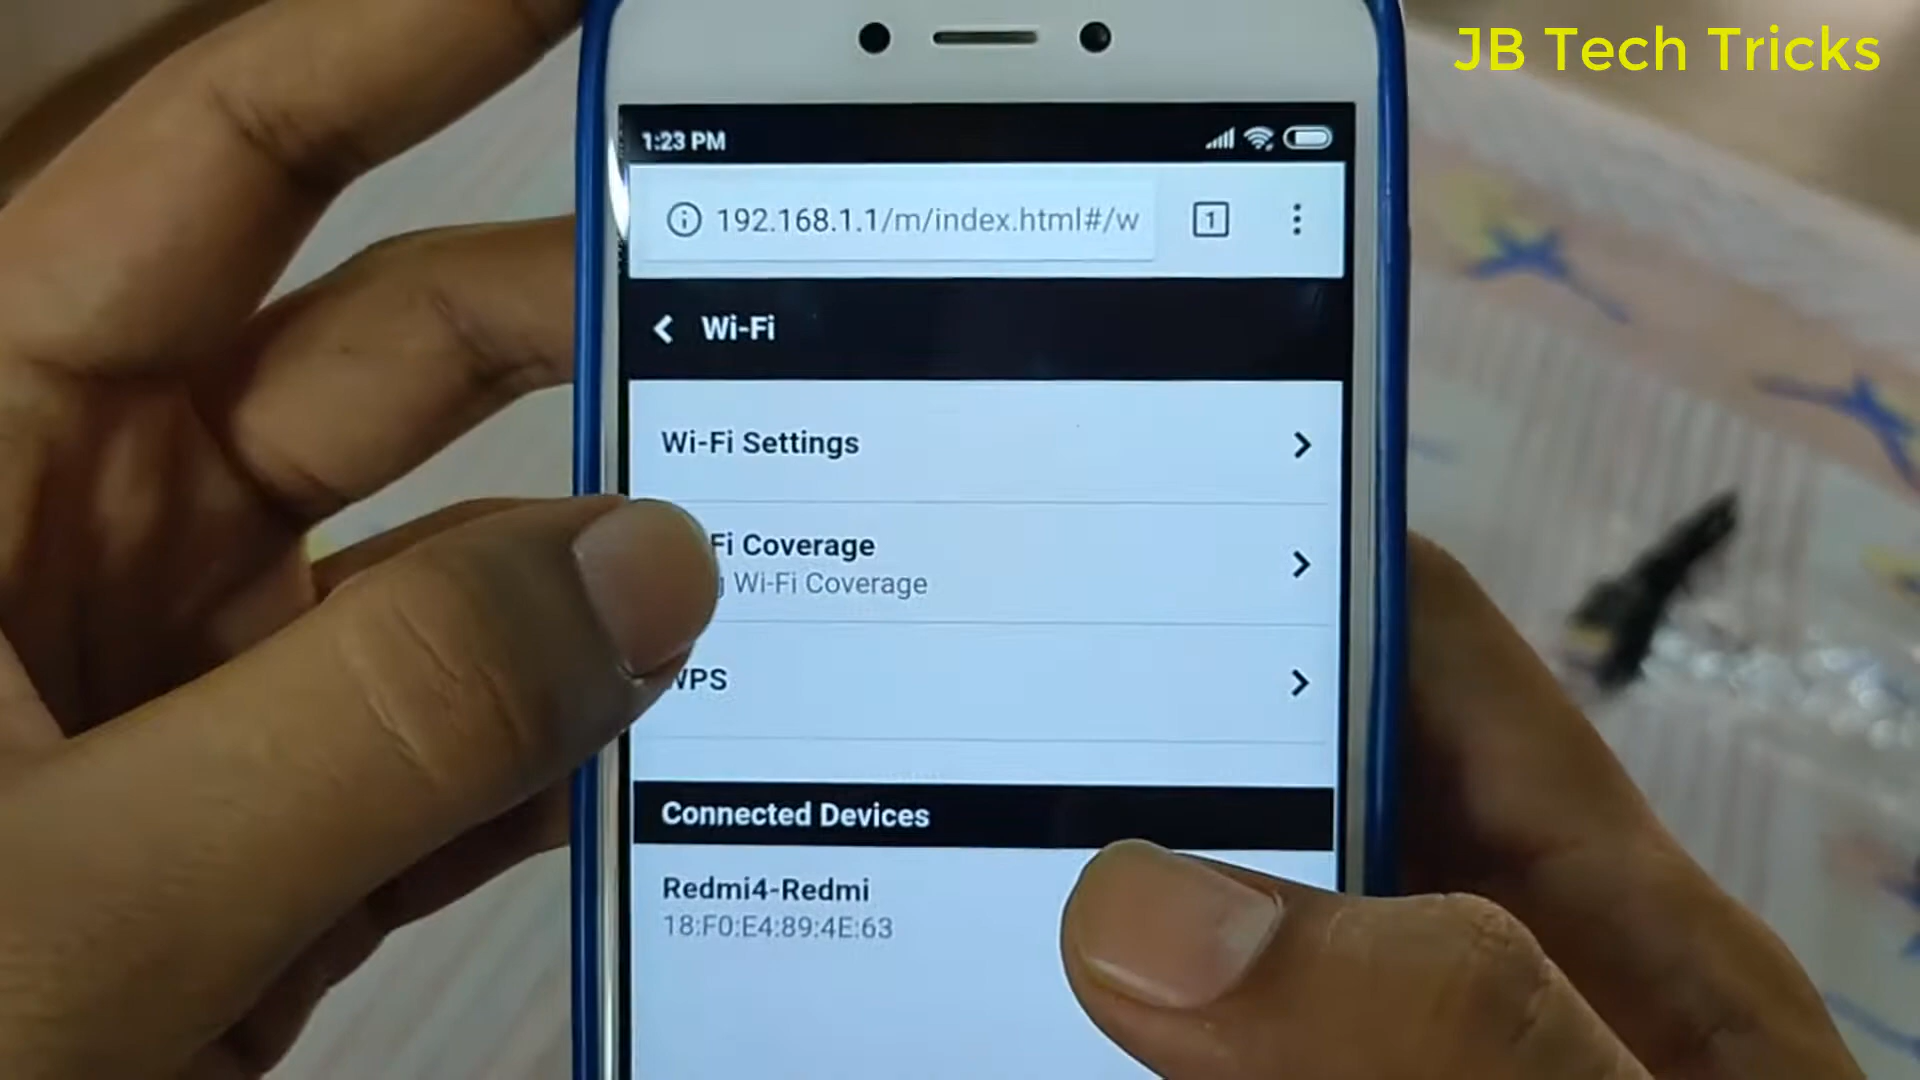 JB Tech Tricks
1:23 PM
192.168.1.1/m/index.html#/w
1
Wi-Fi
Wi-Fi Settings
Fi Coverage
Wi-Fi Coverage
WPS
Connected Devices
Redmi4-Redmi
18:F0:E4:89:4E:63